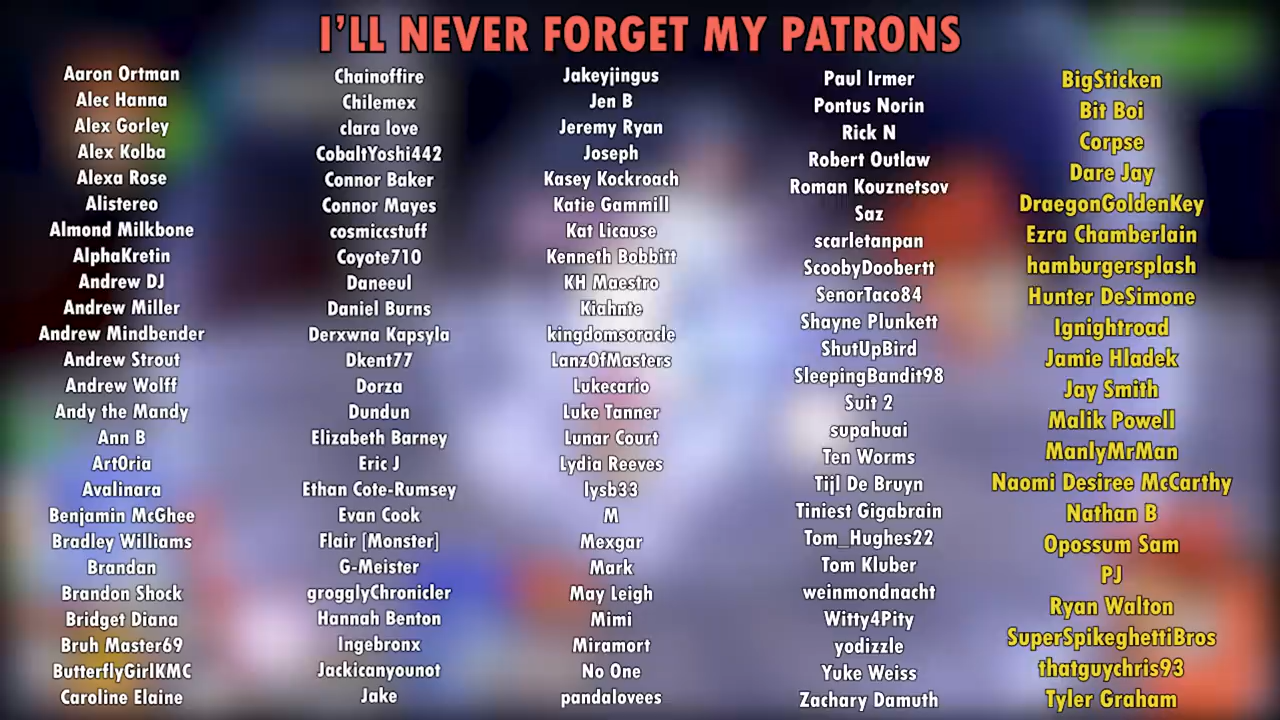 I'LL NEVER FORGET MY PATRONS
Aaron Ortman
Alec Hanna
Alex Gorley
Alex Kolba
Alexa Rose
Alistereo
Almond Milkbone
AlphaKretin
Andrew DJ
Andrew Miller
Andrew Mindbender
Andrew Strout
Andrew Wolff
Andy the Mandy
Ann B
Art0ria
Avalinara
Benjamin McGhee
Bradley Williams
Brandan
Brandon Shock
Bridget Diana
Bruh Master69
ButterflyGirlKMC
Caroline Elaine
Chainoffire
Chilemex
clara love
CobaltYoshi442
Connor Baker
Connor Mayes
cosmiccstuff
Coyote710
Daneeul
Daniel Burns
Derxwna Kapsyla
Dkent77
Dorza
Dundun
Elizabeth Barney
Eric J
Ethan Cote-Rumsey
Evan Cook
Flair [Monster]
G-Meister
grogglyChronicler
Hannah Benton
Ingebronx
Jackicanyounot
Jake
Jakeyjingus
Jen B
Jeremy Ryan
Joseph
Kasey Kockroach
Katie Gammill
Kat Licause
Kenneth Bobbitt
KH Maestro
Kiahnte
kingdomsoracle
LanzOfMasters
Lukecario
Luke Tanner
Lunar Court
Lydia Reeves
lysb33
M
Mexgar
Mark
May Leigh
Mimi
Miramort
No One
pandalovees
Paul Irmer
Pontus Norin
Rick N
Robert Outlaw
Roman Kouznetsov
Saz
scarletanpan
ScoobyDoobertt
SenorTaco84
Shayne Plunkett
ShutUpBird
SleepingBandit98
Suit 2
supahuai
Ten Worms
Tijl De Bruyn
Tiniest Gigabrain
Tom_Hughes22
Tom Kluber
weinmondnacht
Witty4Pity
yodizzle
Yuke Weiss
Zachary Damuth
BigSticken
Bit Boi
Corpse
Dare Jay
DraegonGoldenKey
Ezra Chamberlain
hamburgersplash
Hunter DeSimone
Ignightroad
Jamie Hladek
Jay Smith
Malik Powell
ManlyMrMan
Naomi Desiree McCarthy
Nathan B
Opossum Sam
PJ
Ryan Walton
SuperSpikeghettiBros
thatguychris93
Tyler Graham